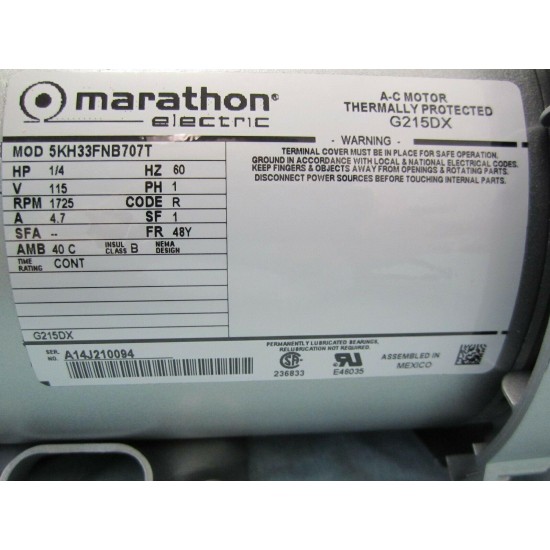 marathon
electric
A-C MOTOR
THERMALLY PROTECTED
G215DX
- WARNING -
TERMINAL COVER MUST BE IN PLACE FOR SAFE OPERATION.
GROUND IN ACCORDANCE WITH LOCAL & NATIONAL ELECTRICAL CODES.
KEEP FINGERS & OBJECTS AWAY FROM OPENINGS & ROTATING PARTS.
DISCONNECT POWER SOURCES BEFORE TOUCHING INTERNAL PARTS.
MOD 5KH33FNB707T
HP 1/4 HZ 60
V 115 PH 1
RPM 1725 CODE R
A 4.7 SF 1
SFA -- FR 48Y
AMB 40 C INSUL CLASS B NEMA DESIGN
TIME RATING CONT
G215DX
SER. NO. A14J210094
PERMANENTLY LUBRICATED BEARINGS,
RELUBRICATION NOT REQUIRED.
236833
E46035
ASSEMBLED IN
MEXICO